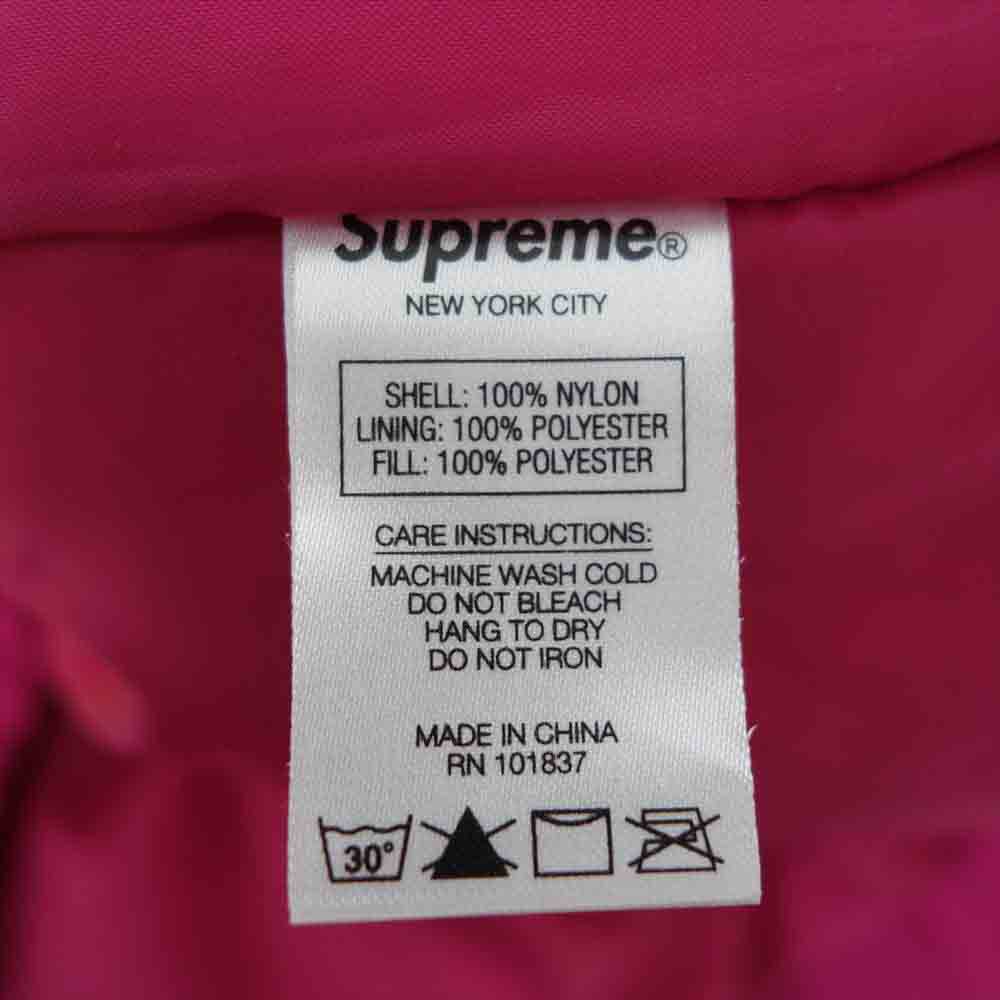 Supreme®
NEW YORK CITY
SHELL: 100% NYLON
LINING: 100% POLYESTER
FILL: 100% POLYESTER
CARE INSTRUCTIONS:
MACHINE WASH COLD
DO NOT BLEACH
HANG TO DRY
DO NOT IRON
MADE IN CHINA
RN 101837
30°